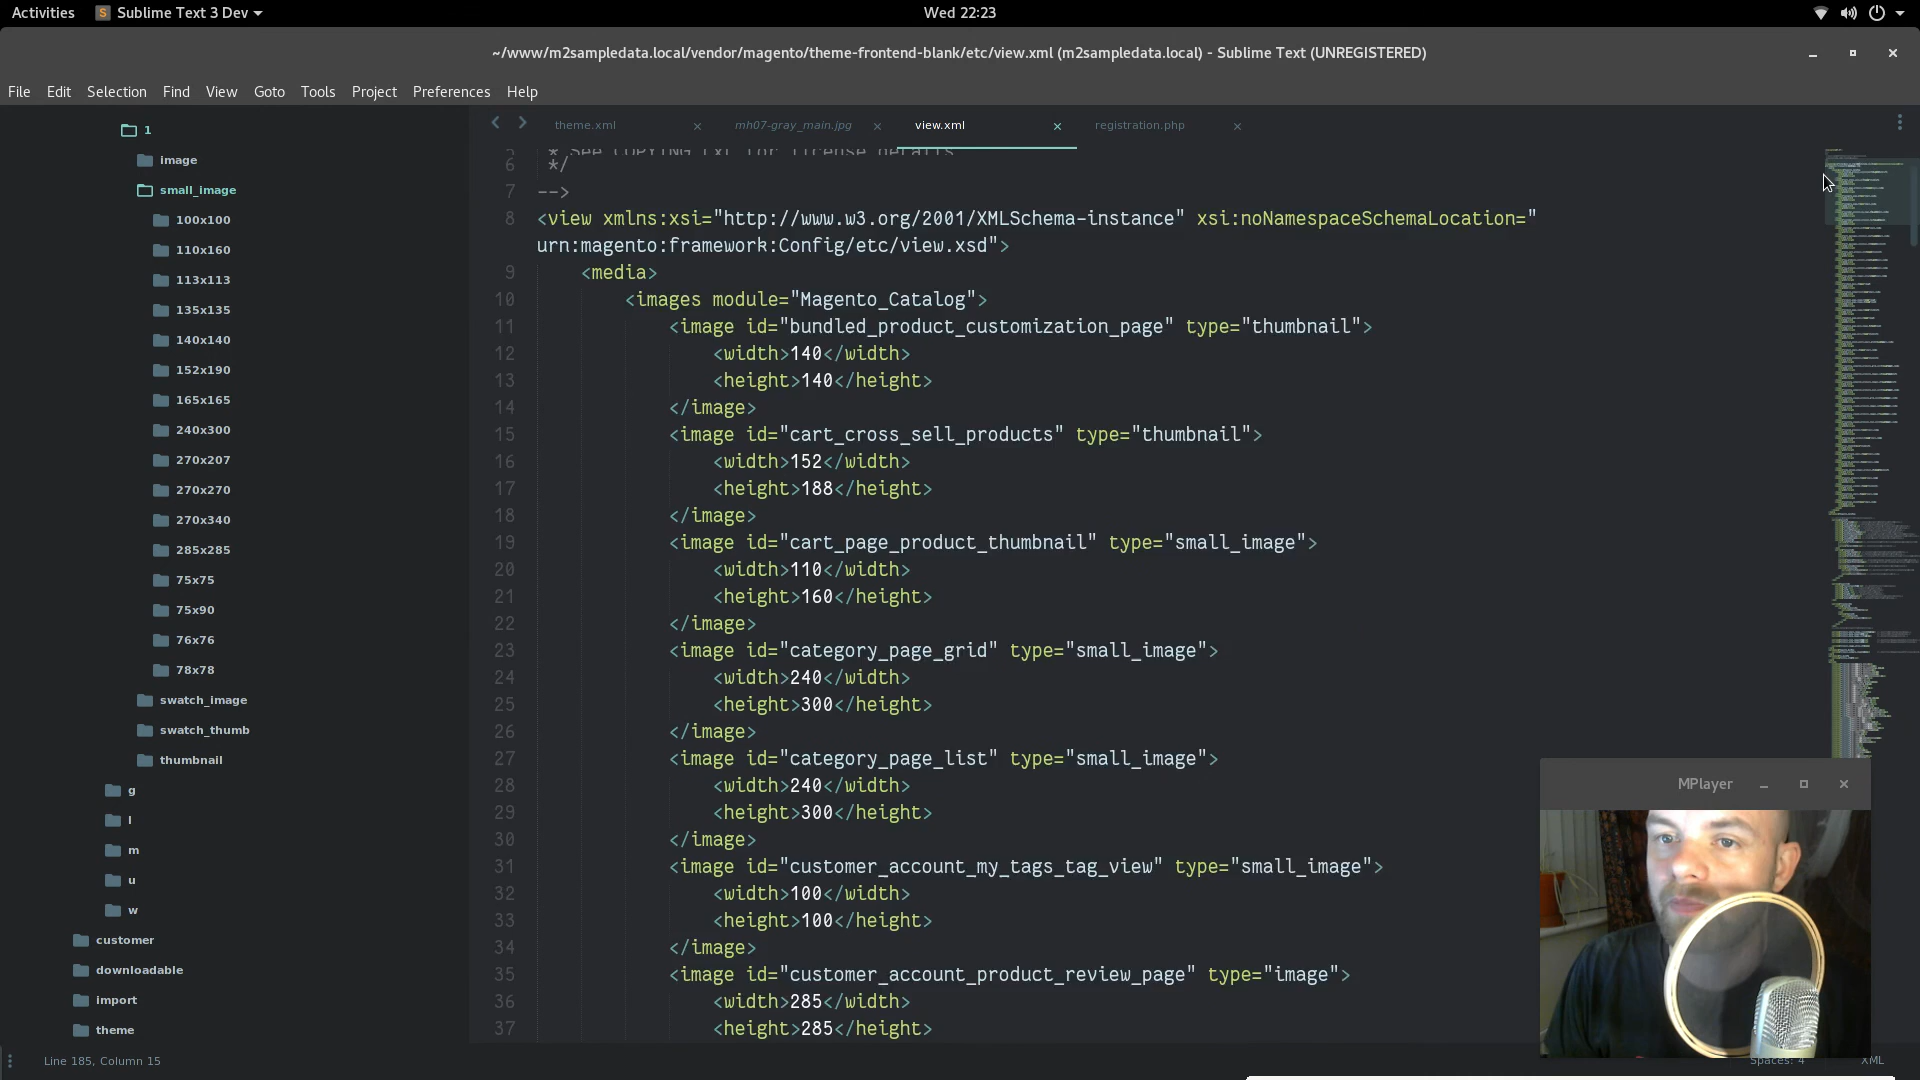 Activities
Sublime Text 3 Dev
Wed 22:23
~/www/m2sampledata.local/vendor/magento/theme-frontend-blank/etc/view.xml (m2sampledata.local) - Sublime Text (UNREGISTERED)
File Edit Selection Find View Goto Tools Project Preferences Help
1
image
small_image
100x100
110x160
113x113
135x135
140x140
152x190
165x165
240x300
270x207
270x270
270x340
285x285
75x75
75x90
76x76
78x78
swatch_image
swatch_thumb
thumbnail
g
l
m
u
w
customer
downloadable
import
theme
theme.xml
mh07-gray_main.jpg
view.xml
registration.php
5 * See COPYING.txt for license details
6 */
7 -->
8 <view xmlns:xsi="http://www.w3.org/2001/XMLSchema-instance" xsi:noNamespaceSchemaLocation="
urn:magento:framework:Config/etc/view.xsd">
9 <media>
10 <images module="Magento_Catalog">
11 <image id="bundled_product_customization_page" type="thumbnail">
12 <width>140</width>
13 <height>140</height>
14 </image>
15 <image id="cart_cross_sell_products" type="thumbnail">
16 <width>152</width>
17 <height>188</height>
18 </image>
19 <image id="cart_page_product_thumbnail" type="small_image">
20 <width>110</width>
21 <height>160</height>
22 </image>
23 <image id="category_page_grid" type="small_image">
24 <width>240</width>
25 <height>300</height>
26 </image>
27 <image id="category_page_list" type="small_image">
28 <width>240</width>
29 <height>300</height>
30 </image>
31 <image id="customer_account_my_tags_tag_view" type="small_image">
32 <width>100</width>
33 <height>100</height>
34 </image>
35 <image id="customer_account_product_review_page" type="image">
36 <width>285</width>
37 <height>285</height>
MPlayer
Line 185, Column 15
Spaces: 4
XML